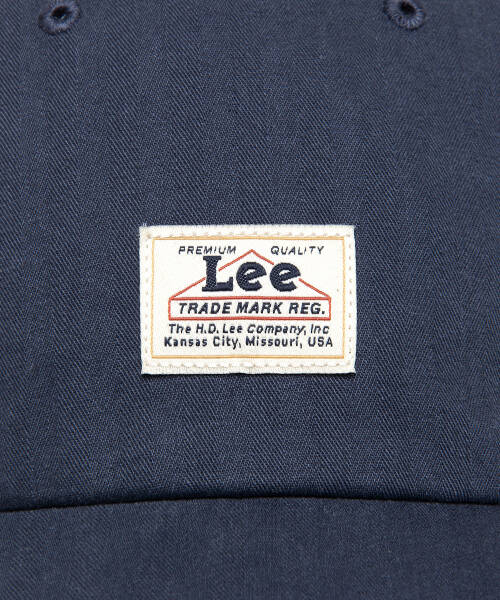 PREMIUM QUALITY
Lee
TRADE MARK REG.
The H.D. Lee Company, Inc
Kansas City, Missouri, USA